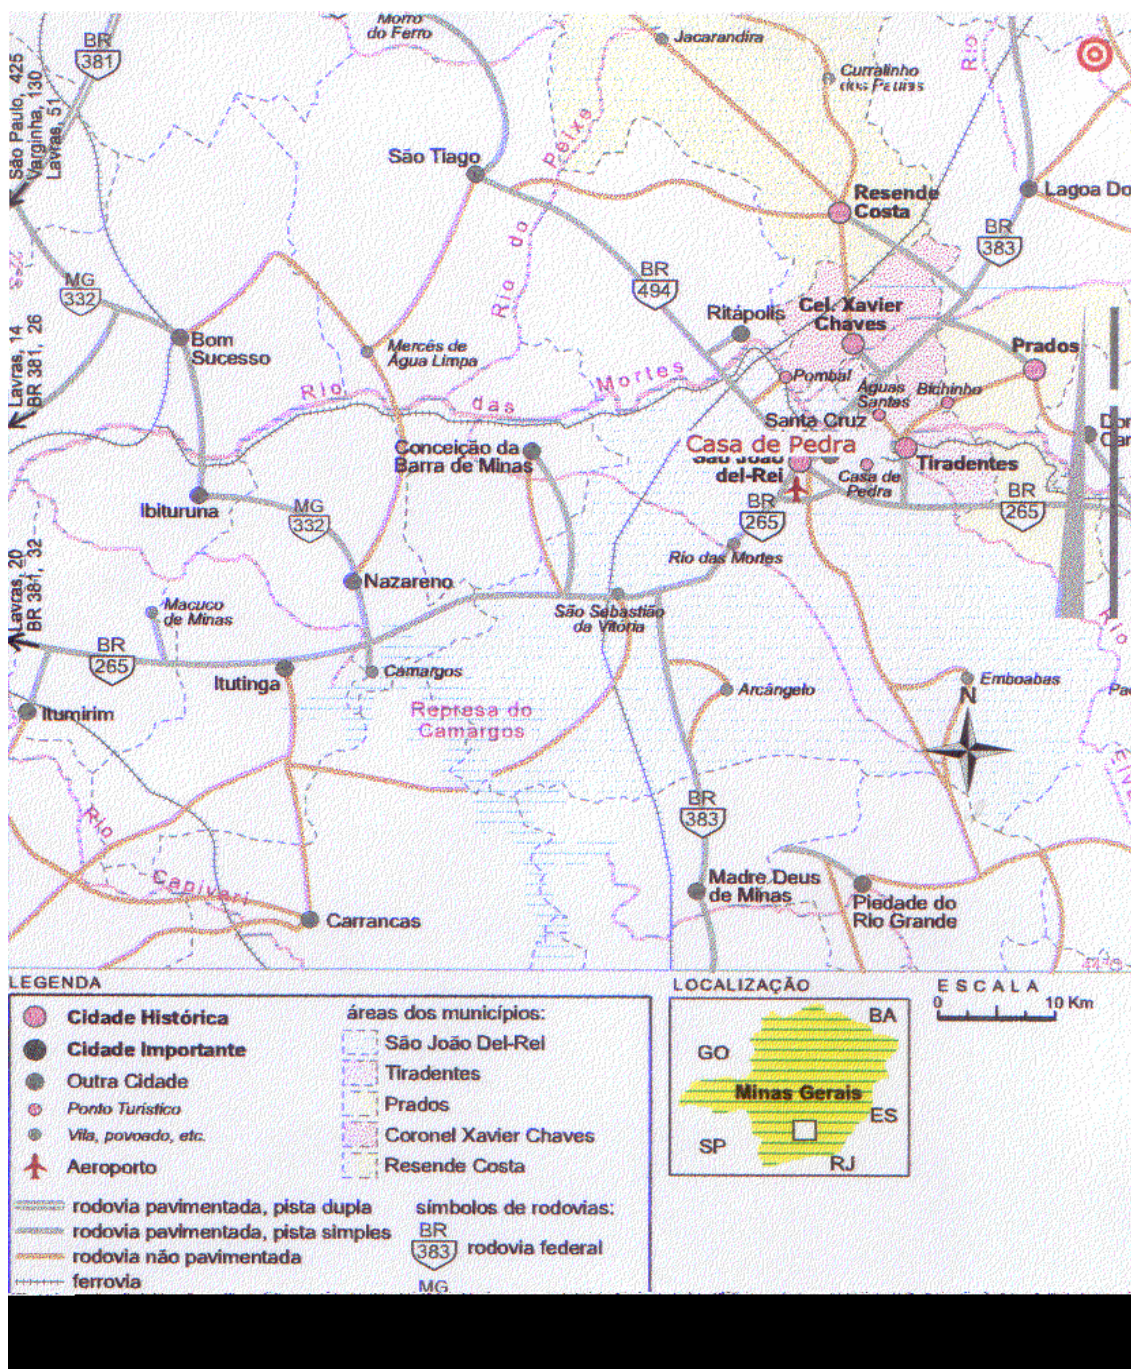 Morro
do Ferro
Jacarandira
Rio
BR
381
Curralinho
São Paulo, 425
Varginha, 130
Lavras, 51
São Tiago
Rio do Peixe
Resende
Costa
Lagoa Do
BR
383
BR
494
MG
332
Cel. Xavier
Chaves
Ritápolis
Bom
Sucesso
Mercês de
Água Limpa
Prados
Lavras, 14
BR 381, 26
Rio das Mortes
Pombal
Águas
Santas
Bichinho
Santa Cruz
Conceição da
Barra de Minas
Casa de Pedra
São João
del-Rei
Tiradentes
Casa de
Pedra
Dor
Car
Ibituruna
MG
332
BR
265
BR
265
Rio das Mortes
Lavras, 20
BR 381, 32
Nazareno
Macuco
de Minas
São Sebastião
da Vitória
Rio
BR
265
Itutinga
Camargos
Arcângelo
Emboabas
N
Itumirim
Represa do
Camargos
BR
383
Rio
Capivari
Carrancas
Madre Deus
de Minas
Piedade do
Rio Grande
LEGENDA
Cidade Histórica
Cidade Importante
Outra Cidade
Ponto Turístico
Vila, povoado, etc.
Aeroporto
rodovia pavimentada, pista dupla
rodovia pavimentada, pista simples
rodovia não pavimentada
ferrovia
áreas dos municípios:
São João Del-Rei
Tiradentes
Prados
Coronel Xavier Chaves
Resende Costa
símbolos de rodovias:
BR
383
rodovia federal
MG
LOCALIZAÇÃO
BA
GO
Minas Gerais
ES
SP
RJ
ESCALA
0
10 Km